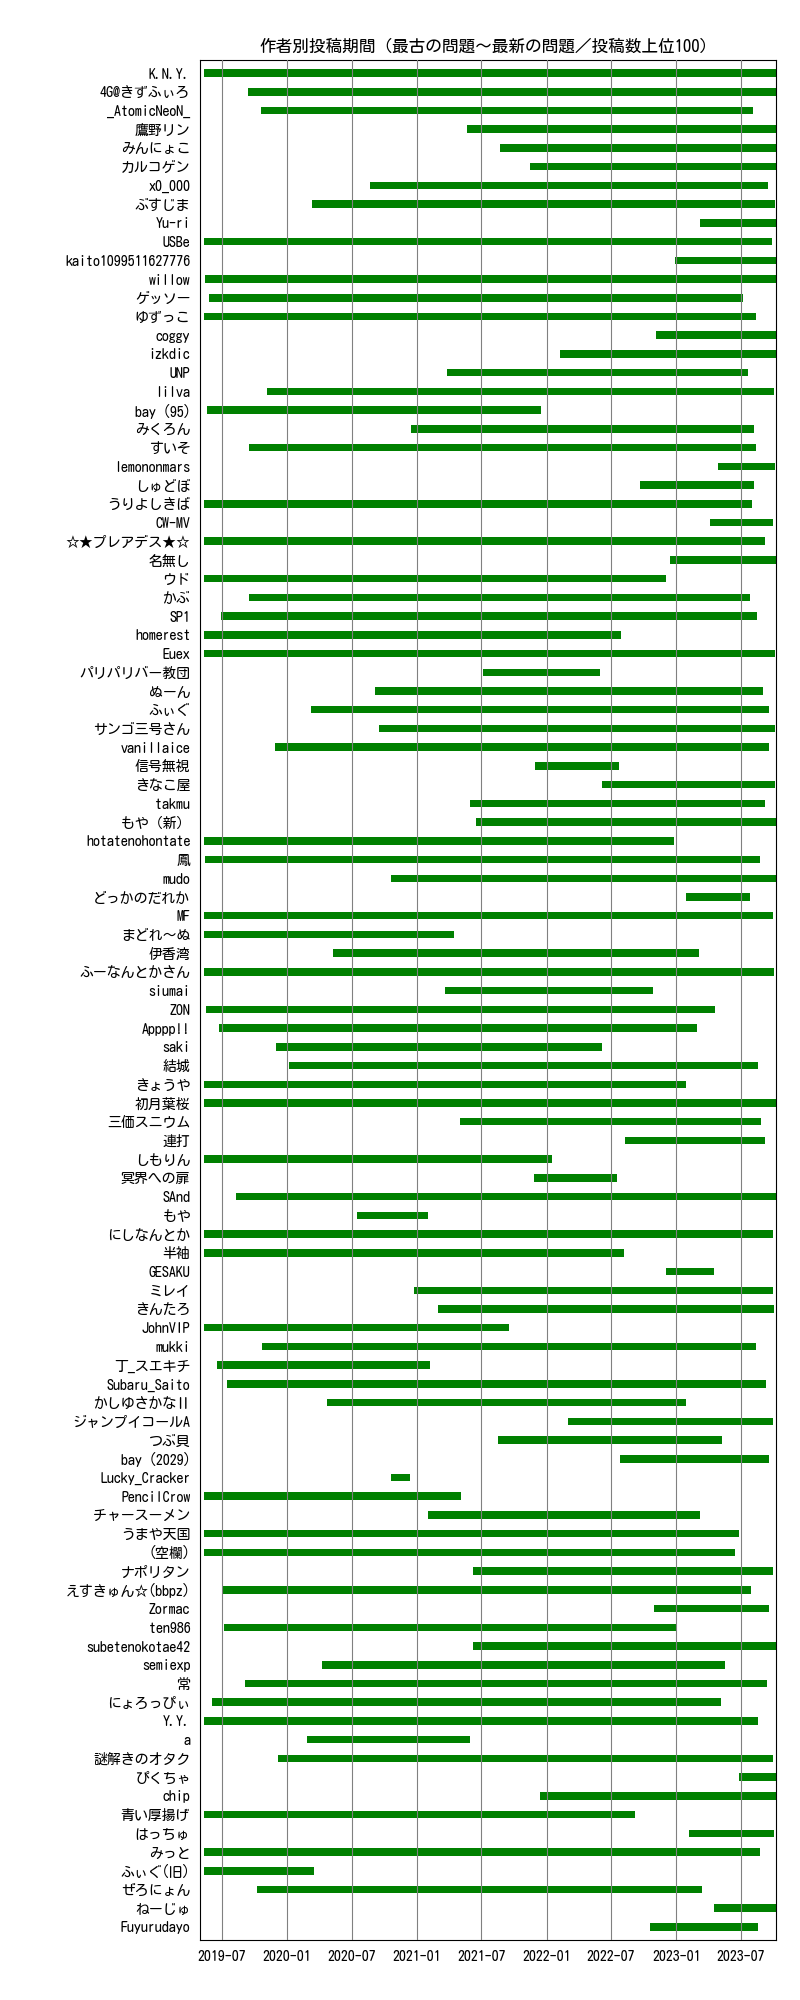 作者別投稿期間（最古の問題～最新の問題／投稿数上位100）
K.N.Y.
4G@きずふぃろ
_AtomicNeoN_
鷹野リン
みんにょこ
カルコゲン
x0_000
ぶすじま
Yu-ri
USBe
kaito1099511627776
willow
ゲッソー
ゆずっこ
coggy
izkdic
UNP
lilva
bay (95)
みくろん
すいそ
lemononmars
しゅどぼ
うりよしきば
CW-MV
☆★プレアデス★☆
名無し
ウド
かぶ
SP1
homerest
Euex
パリパリバー教団
ぬーん
ふぃぐ
サンゴ三号さん
vanillaice
信号無視
きなこ屋
takmu
もや（新）
hotatenohontate
鳳
mudo
どっかのだれか
MF
まどれ～ぬ
伊香湾
ふーなんとかさん
siumai
ZON
Appppll
saki
結城
きょうや
初月葉桜
三価スニウム
連打
しもりん
冥界への扉
SAnd
もや
にしなんとか
半袖
GESAKU
ミレイ
きんたろ
JohnVIP
mukki
丁_スエキチ
Subaru_Saito
かしゆさかなⅡ
ジャンプイコールA
つぶ貝
bay (2029)
Lucky_Cracker
PencilCrow
チャースーメン
うまや天国
(空欄)
ナポリタン
えすきゅん☆(bbpz)
Zormac
ten986
subetenokotae42
semiexp
常
にょろっぴぃ
Y.Y.
a
謎解きのオタク
ぴくちゃ
chip
青い厚揚げ
はっちゅ
みっと
ふぃぐ(旧)
ぜろにょん
ねーじゅ
Fuyurudayo
2019-07 2020-01 2020-07 2021-01 2021-07 2022-01 2022-07 2023-01 2023-07